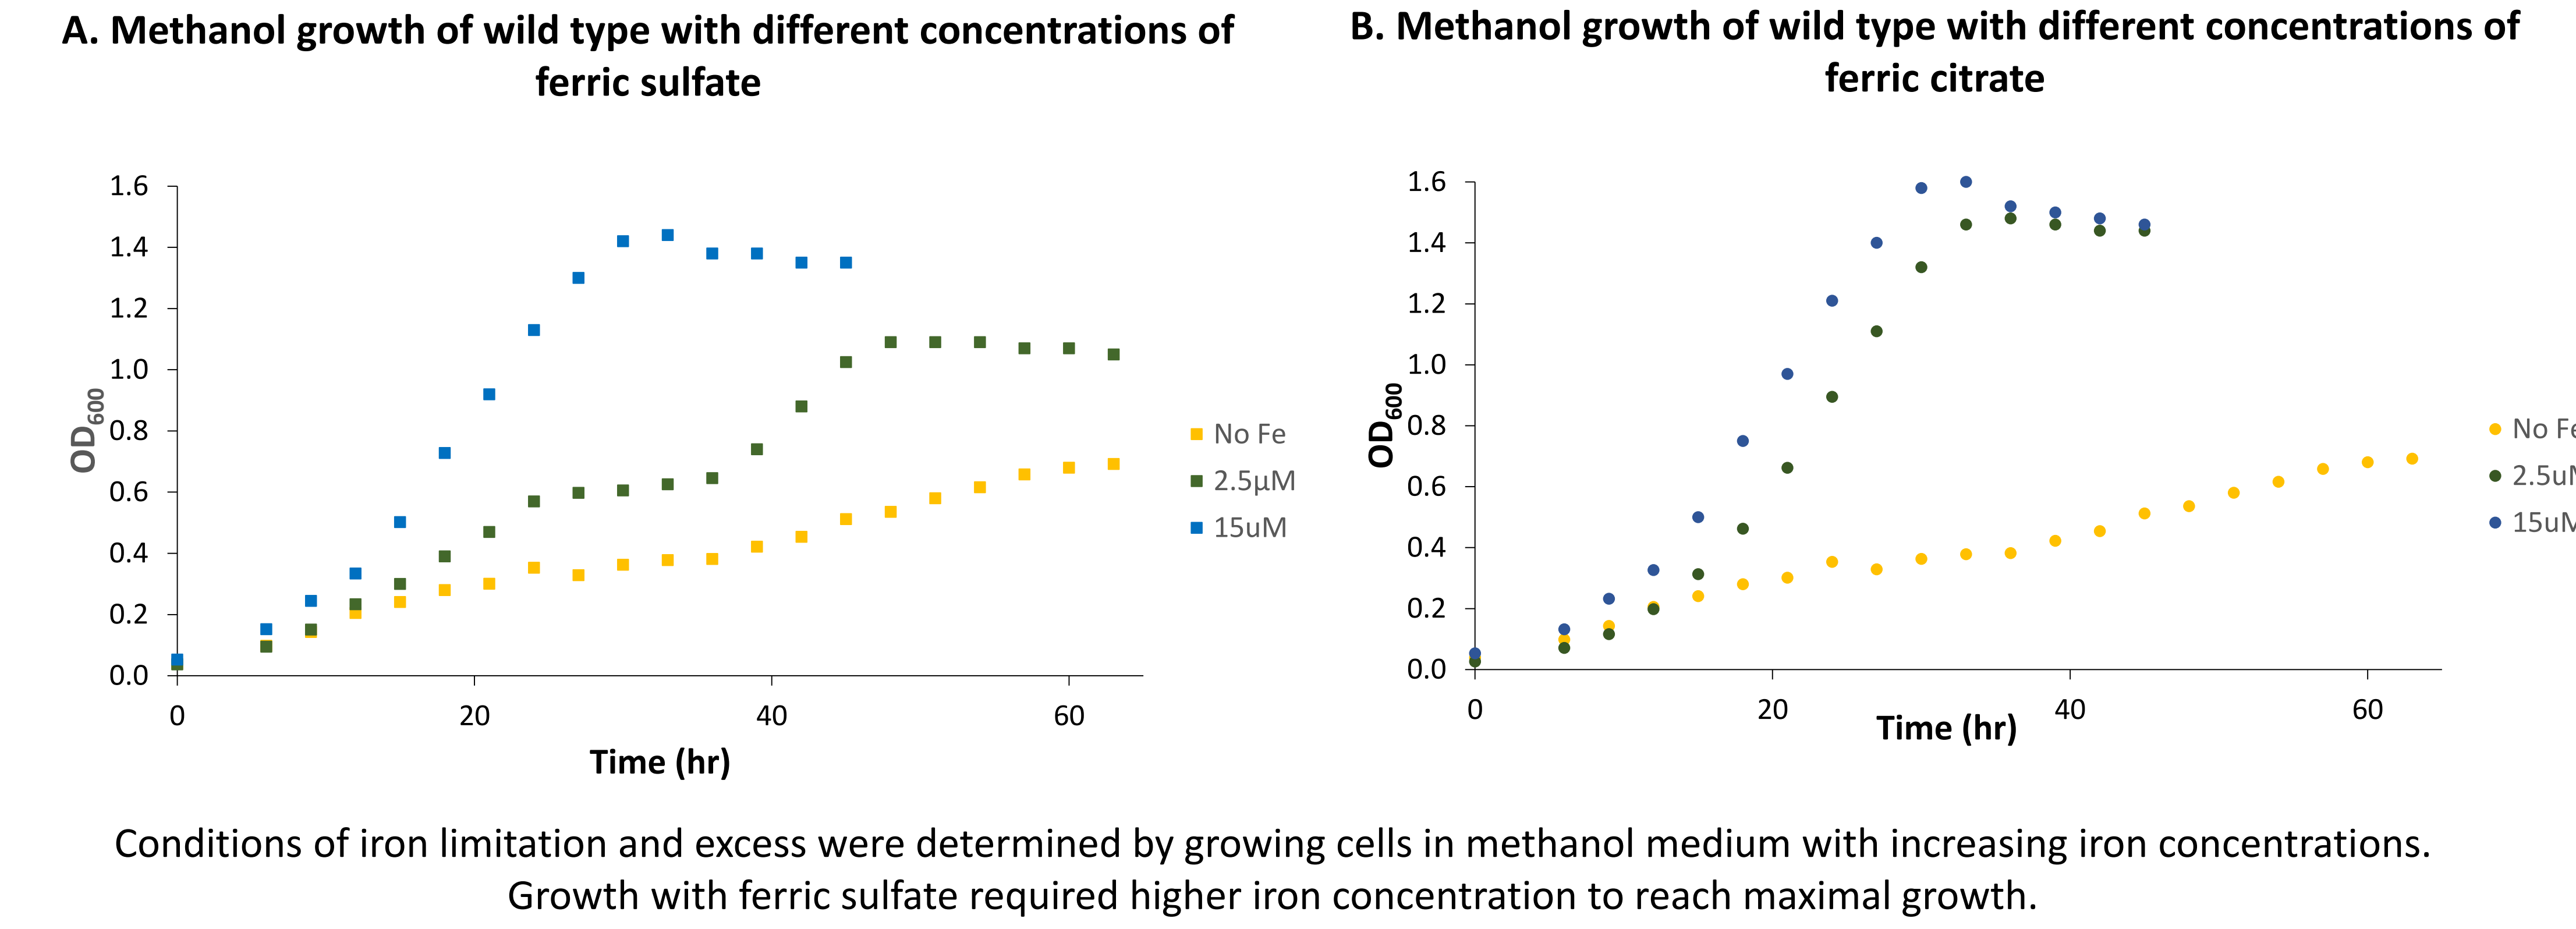 A. Methanol growth of wild type with different concentrations of
ferric sulfate
1.6
1.4
1.2
1.0
0.8
0.6
0.4
0.2
0.0
OD600
0
20
40
60
Time (hr)
No Fe
2.5µM
15uM
B. Methanol growth of wild type with different concentrations of
ferric citrate
1.6
1.4
1.2
1.0
0.8
0.6
0.4
0.2
0.0
OD600
0
20
40
60
Time (hr)
No Fe
2.5uM
15uM
Conditions of iron limitation and excess were determined by growing cells in methanol medium with increasing iron concentrations.
Growth with ferric sulfate required higher iron concentration to reach maximal growth.